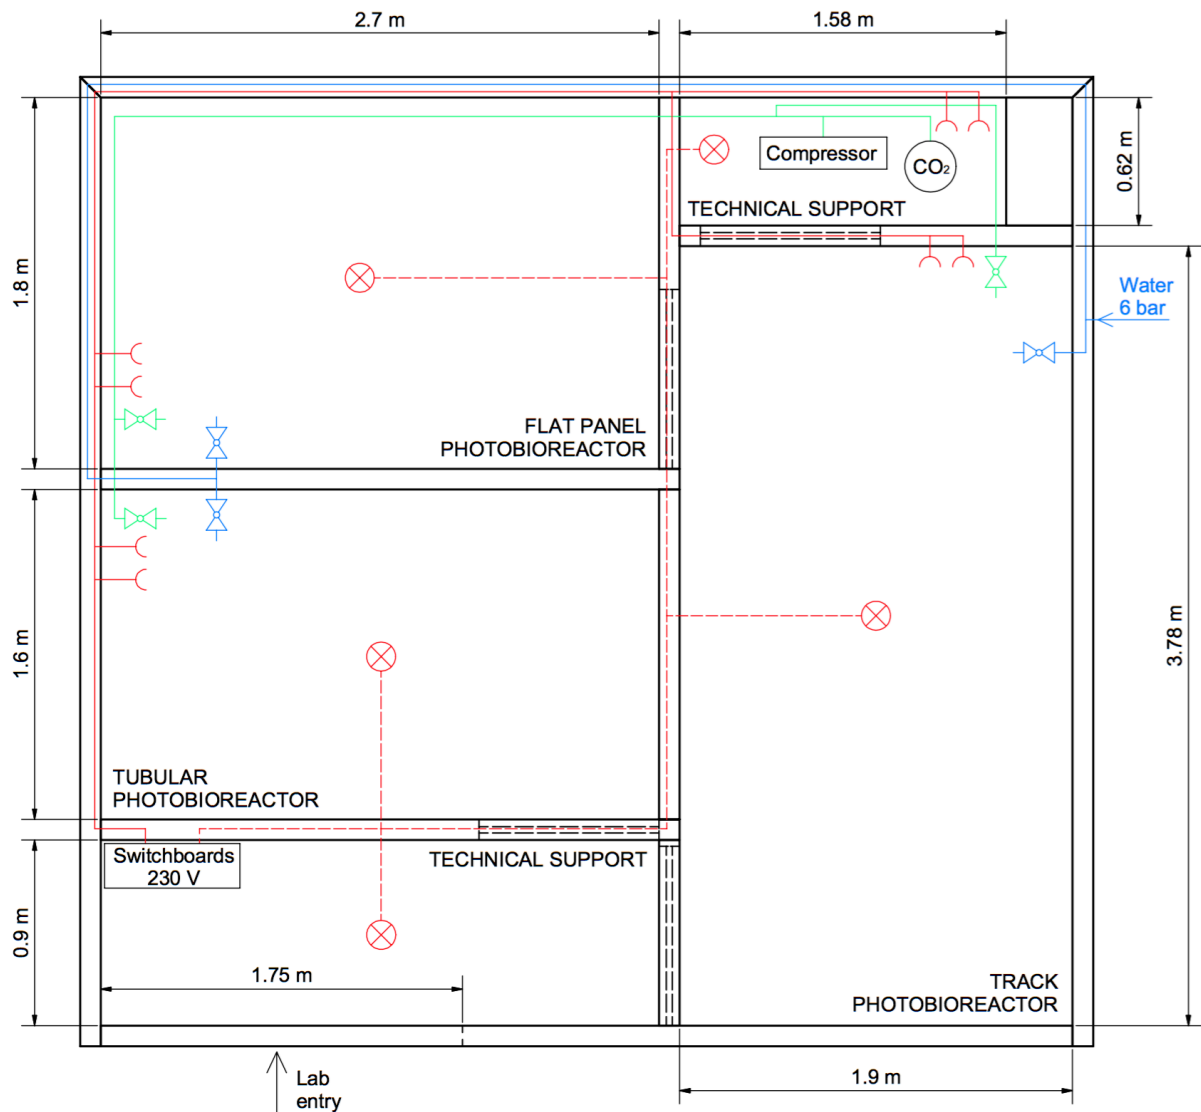 2.7 m
1.58 m
Compressor
CO₂
0.62 m
TECHNICAL SUPPORT
1.8 m
Water
6 bar
FLAT PANEL
PHOTOBIOREACTOR
1.6 m
3.78 m
TUBULAR
PHOTOBIOREACTOR
Switchboards
230 V
TECHNICAL SUPPORT
0.9 m
1.75 m
TRACK
PHOTOBIOREACTOR
Lab
entry
1.9 m